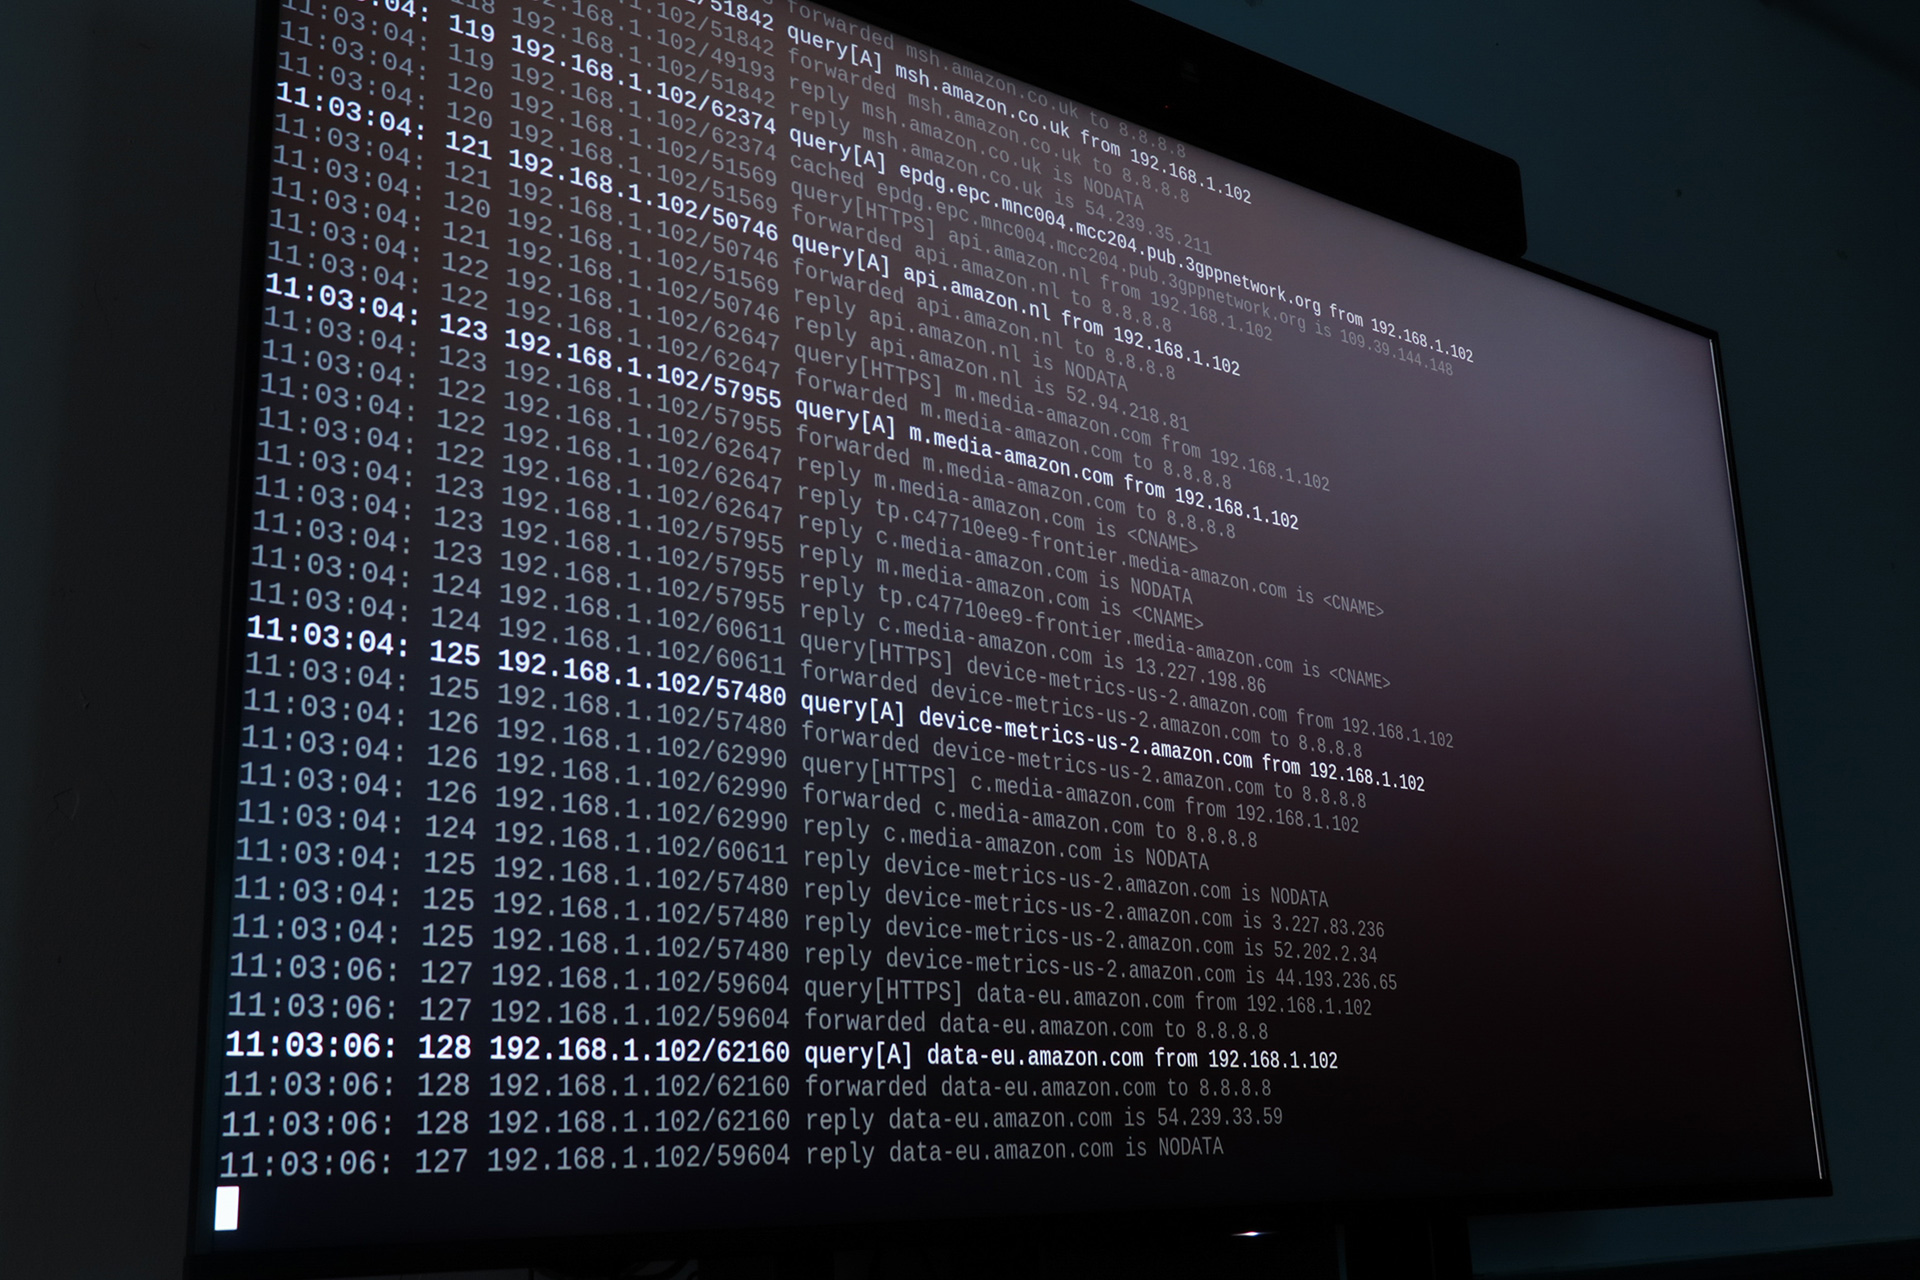 forwarded msh.amazon.co.uk to 8.8.8.8
/51842 query[A] msh.amazon.co.uk from 192.168.1.102
192.168.1.102/51842 forwarded msh.amazon.co.uk to 8.8.8.8
192.168.1.102/49193 reply msh.amazon.co.uk is NODATA
118 192.168.1.102/51842 reply msh.amazon.co.uk is 54.239.35.211
04: 119 192.168.1.102/62374 query[A] epdg.epc.mnc004.mcc204.pub.3gppnetwork.org from 192.168.1.102
11:03:04: 119 192.168.1.102/62374 cached epdg.epc.mnc004.mcc204.pub.3gppnetwork.org is 109.39.144.148
11:03:04: 120 192.168.1.102/51569 query[HTTPS] api.amazon.nl from 192.168.1.102
11:03:04: 120 192.168.1.102/51569 forwarded api.amazon.nl to 8.8.8.8
11:03:04: 121 192.168.1.102/50746 query[A] api.amazon.nl from 192.168.1.102
11:03:04: 121 192.168.1.102/50746 forwarded api.amazon.nl to 8.8.8.8
11:03:04: 120 192.168.1.102/51569 reply api.amazon.nl is NODATA
11:03:04: 121 192.168.1.102/50746 reply api.amazon.nl is 52.94.218.81
11:03:04: 122 192.168.1.102/62647 query[HTTPS] m.media-amazon.com from 192.168.1.102
11:03:04: 122 192.168.1.102/62647 forwarded m.media-amazon.com to 8.8.8.8
11:03:04: 123 192.168.1.102/57955 query[A] m.media-amazon.com from 192.168.1.102
11:03:04: 123 192.168.1.102/57955 forwarded m.media-amazon.com to 8.8.8.8
11:03:04: 122 192.168.1.102/62647 reply m.media-amazon.com is <CNAME>
11:03:04: 122 192.168.1.102/62647 reply tp.c47710ee9-frontier.media-amazon.com is <CNAME>
11:03:04: 122 192.168.1.102/62647 reply c.media-amazon.com is NODATA
11:03:04: 123 192.168.1.102/57955 reply m.media-amazon.com is <CNAME>
11:03:04: 123 192.168.1.102/57955 reply tp.c47710ee9-frontier.media-amazon.com is <CNAME>
11:03:04: 123 192.168.1.102/57955 reply c.media-amazon.com is 13.227.198.86
11:03:04: 124 192.168.1.102/60611 query[HTTPS] device-metrics-us-2.amazon.com from 192.168.1.102
11:03:04: 124 192.168.1.102/60611 forwarded device-metrics-us-2.amazon.com to 8.8.8.8
11:03:04: 125 192.168.1.102/57480 query[A] device-metrics-us-2.amazon.com from 192.168.1.102
11:03:04: 125 192.168.1.102/57480 forwarded device-metrics-us-2.amazon.com to 8.8.8.8
11:03:04: 126 192.168.1.102/62990 query[HTTPS] c.media-amazon.com from 192.168.1.102
11:03:04: 126 192.168.1.102/62990 forwarded c.media-amazon.com to 8.8.8.8
11:03:04: 126 192.168.1.102/62990 reply c.media-amazon.com is NODATA
11:03:04: 124 192.168.1.102/60611 reply device-metrics-us-2.amazon.com is NODATA
11:03:04: 125 192.168.1.102/57480 reply device-metrics-us-2.amazon.com is 3.227.83.236
11:03:04: 125 192.168.1.102/57480 reply device-metrics-us-2.amazon.com is 52.202.2.34
11:03:04: 125 192.168.1.102/57480 reply device-metrics-us-2.amazon.com is 44.193.236.65
11:03:06: 127 192.168.1.102/59604 query[HTTPS] data-eu.amazon.com from 192.168.1.102
11:03:06: 127 192.168.1.102/59604 forwarded data-eu.amazon.com to 8.8.8.8
11:03:06: 128 192.168.1.102/62160 query[A] data-eu.amazon.com from 192.168.1.102
11:03:06: 128 192.168.1.102/62160 forwarded data-eu.amazon.com to 8.8.8.8
11:03:06: 128 192.168.1.102/62160 reply data-eu.amazon.com is 54.239.33.59
11:03:06: 127 192.168.1.102/59604 reply data-eu.amazon.com is NODATA